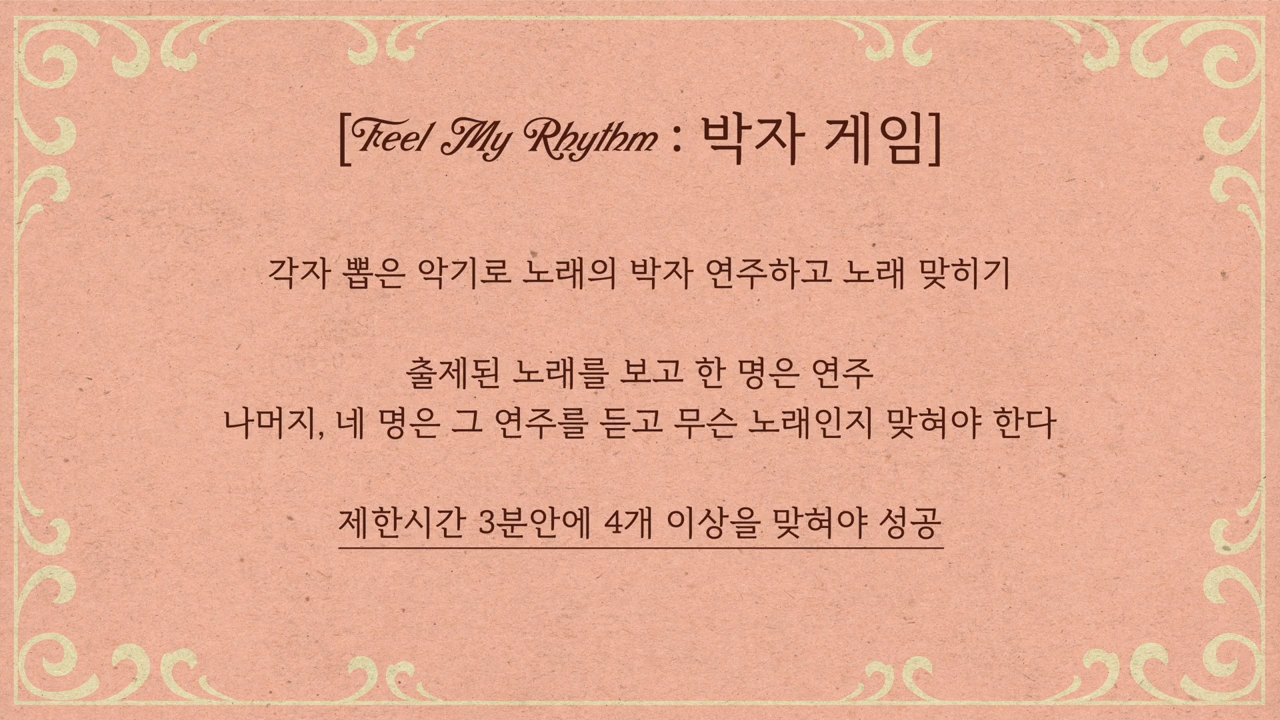 [Feel My Rhythm : 박자 게임]
각자 뽑은 악기로 노래의 박자 연주하고 노래 맞히기
출제된 노래를 보고 한 명은 연주
나머지, 네 명은 그 연주를 듣고 무슨 노래인지 맞혀야 한다
제한시간 3분안에 4개 이상을 맞혀야 성공